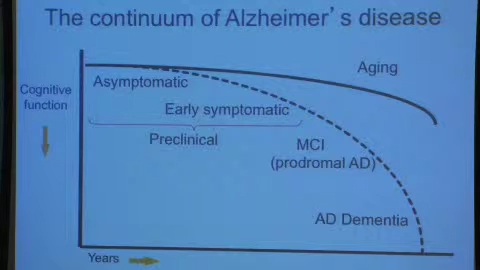 The continuum of Alzheimer's disease
Cognitive
function
Aging
Asymptomatic
Early symptomatic
Preclinical
MCI
(prodromal AD)
AD Dementia
Years